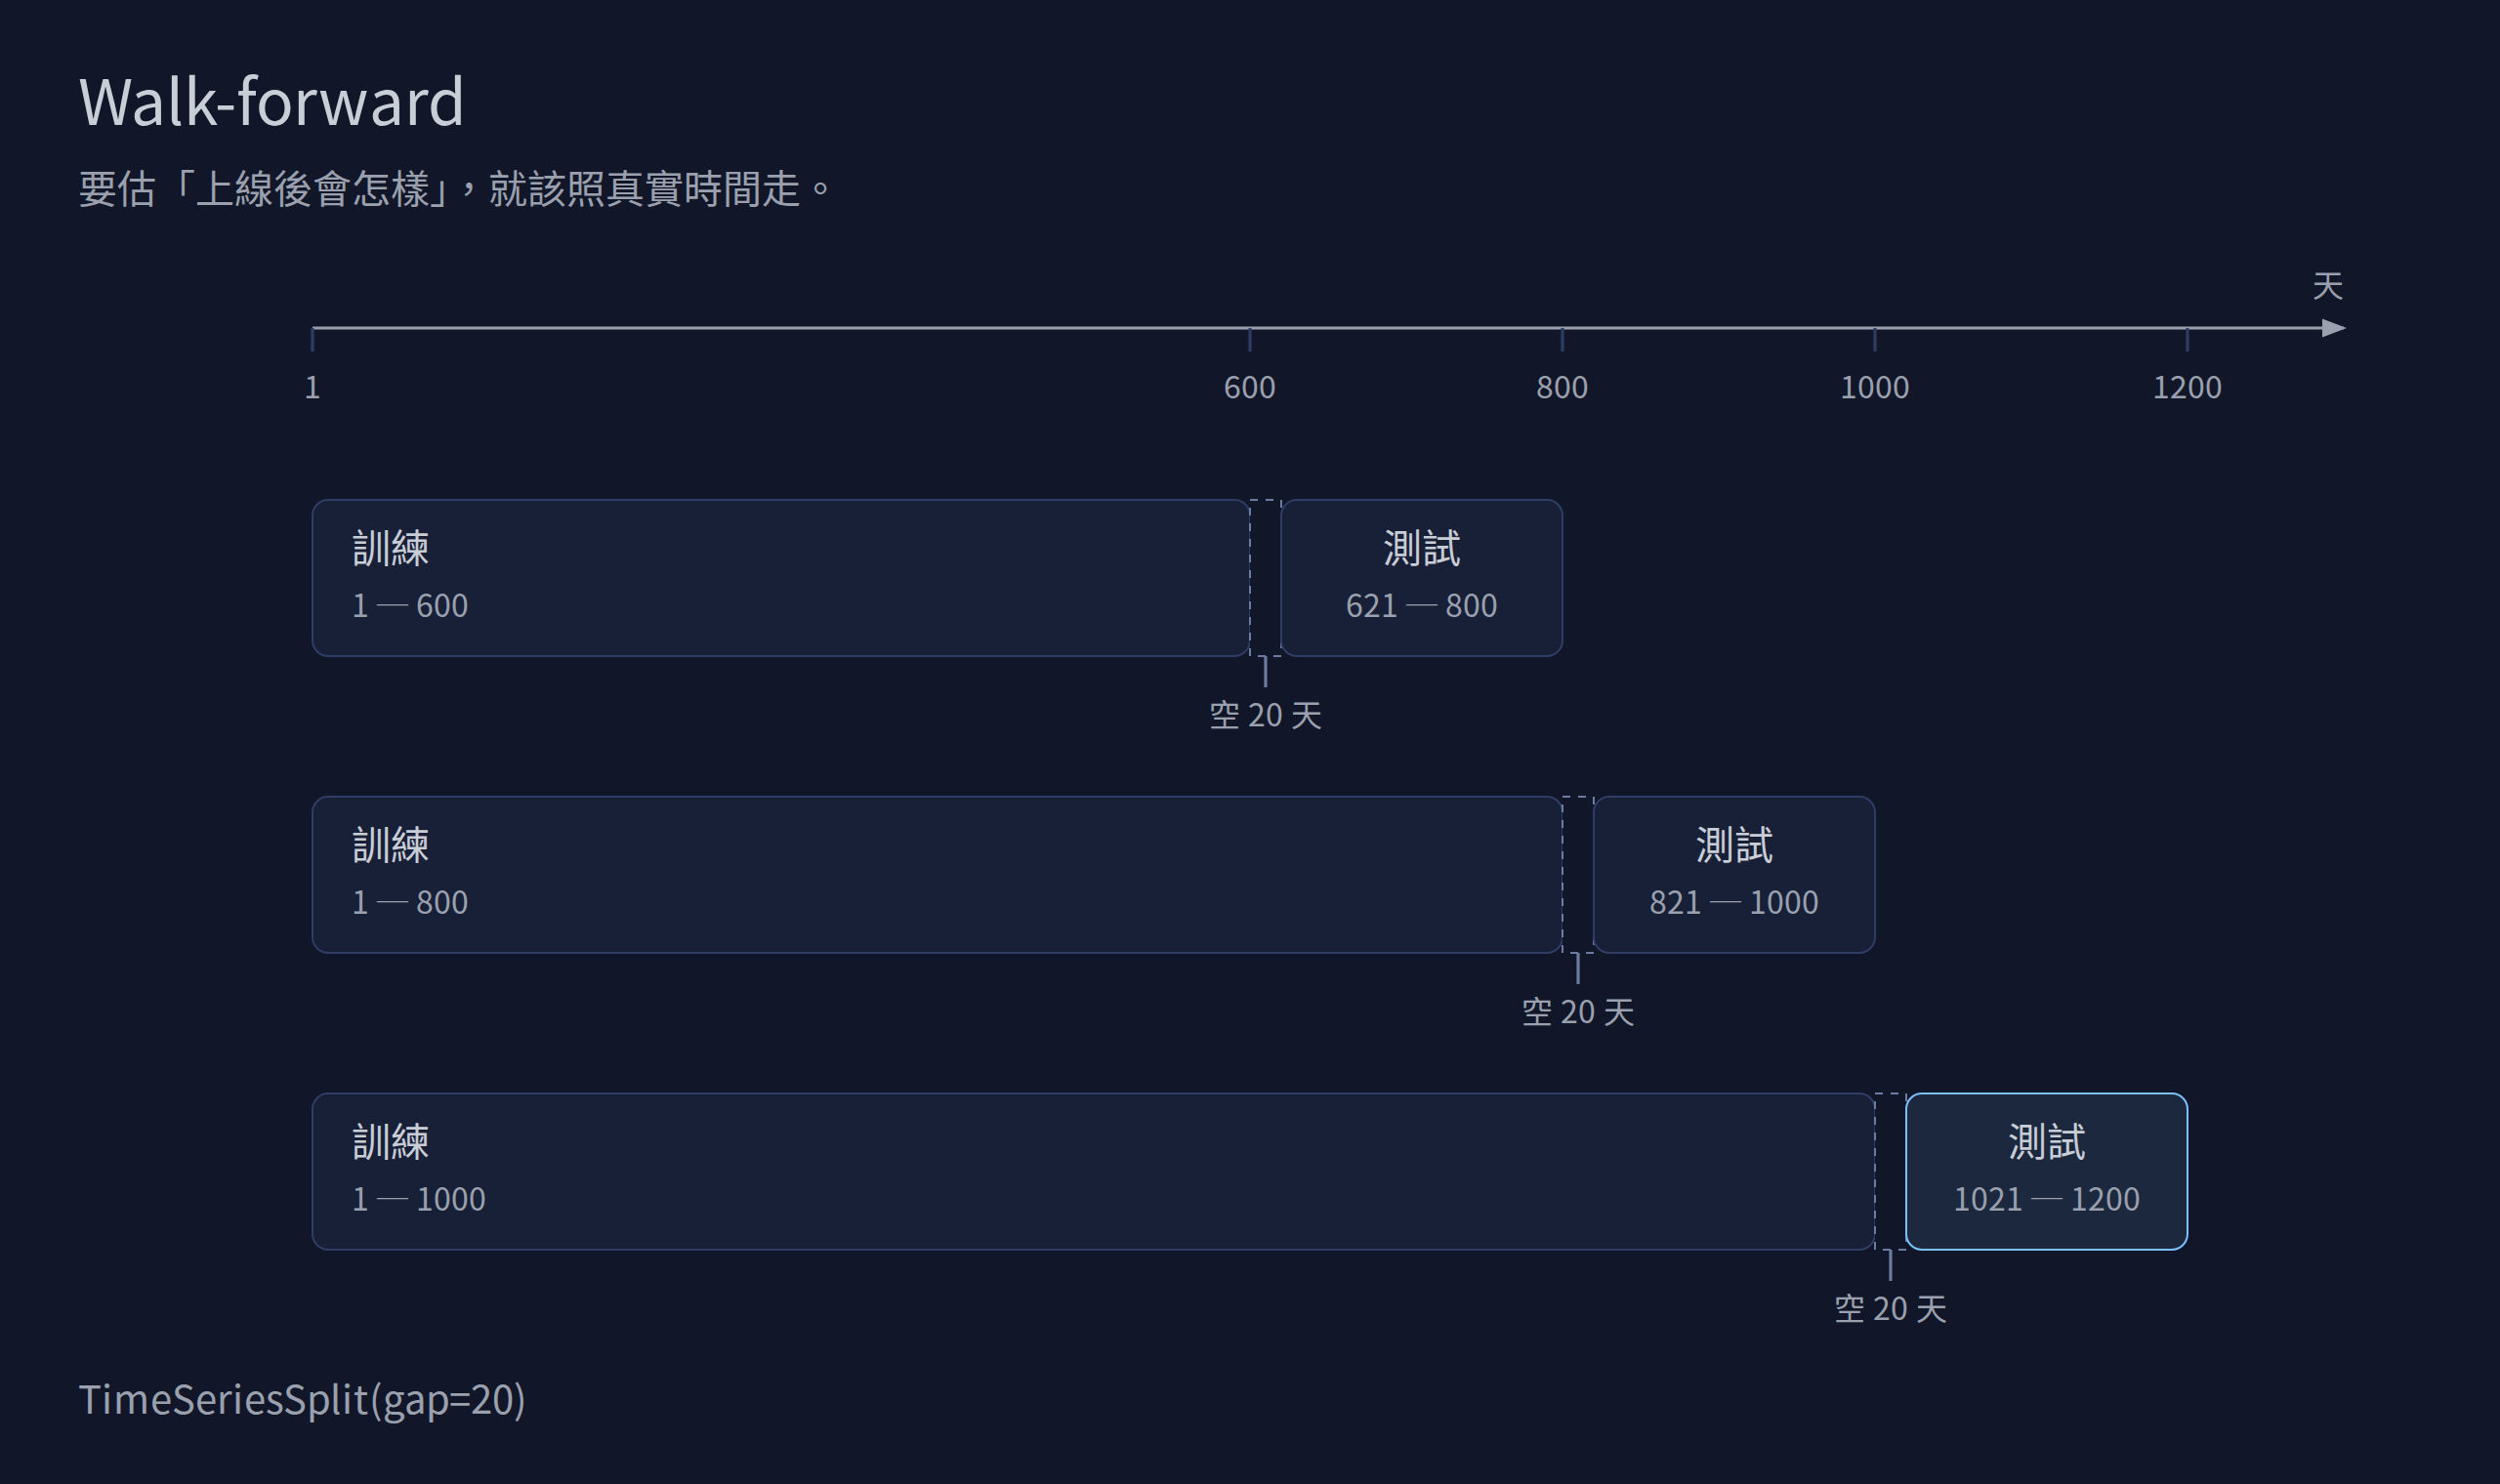 Walk-forward
要估「上線後會怎樣」，就該照真實時間走。
天
1 600 800 1000 1200
訓練 測試
1 — 600 621 — 800
空 20 天
訓練 測試
1 — 800 821 — 1000
空 20 天
訓練 測試
1 — 1000 1021 — 1200
空 20 天
TimeSeriesSplit(gap=20)